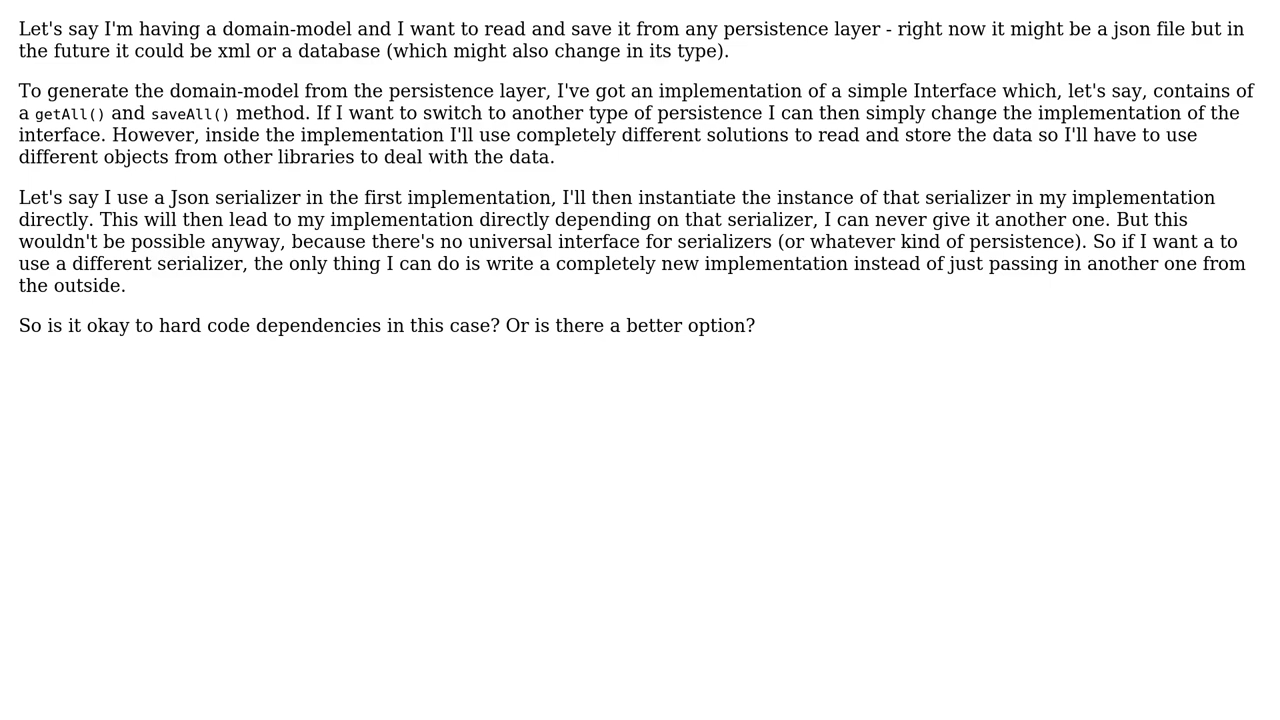 Let's say I'm having a domain-model and I want to read and save it from any persistence layer - right now it might be a json file but in
the future it could be xml or a database (which might also change in its type).
To generate the domain-model from the persistence layer, I've got an implementation of a simple Interface which, let's say, contains of
a getAll() and saveAll() method. If I want to switch to another type of persistence I can then simply change the implementation of the
interface. However, inside the implementation I'll use completely different solutions to read and store the data so I'll have to use
different objects from other libraries to deal with the data.
Let's say I use a Json serializer in the first implementation, I'll then instantiate the instance of that serializer in my implementation
directly. This will then lead to my implementation directly depending on that serializer, I can never give it another one. But this
wouldn't be possible anyway, because there's no universal interface for serializers (or whatever kind of persistence). So if I want a to
use a different serializer, the only thing I can do is write a completely new implementation instead of just passing in another one from
the outside.
So is it okay to hard code dependencies in this case? Or is there a better option?